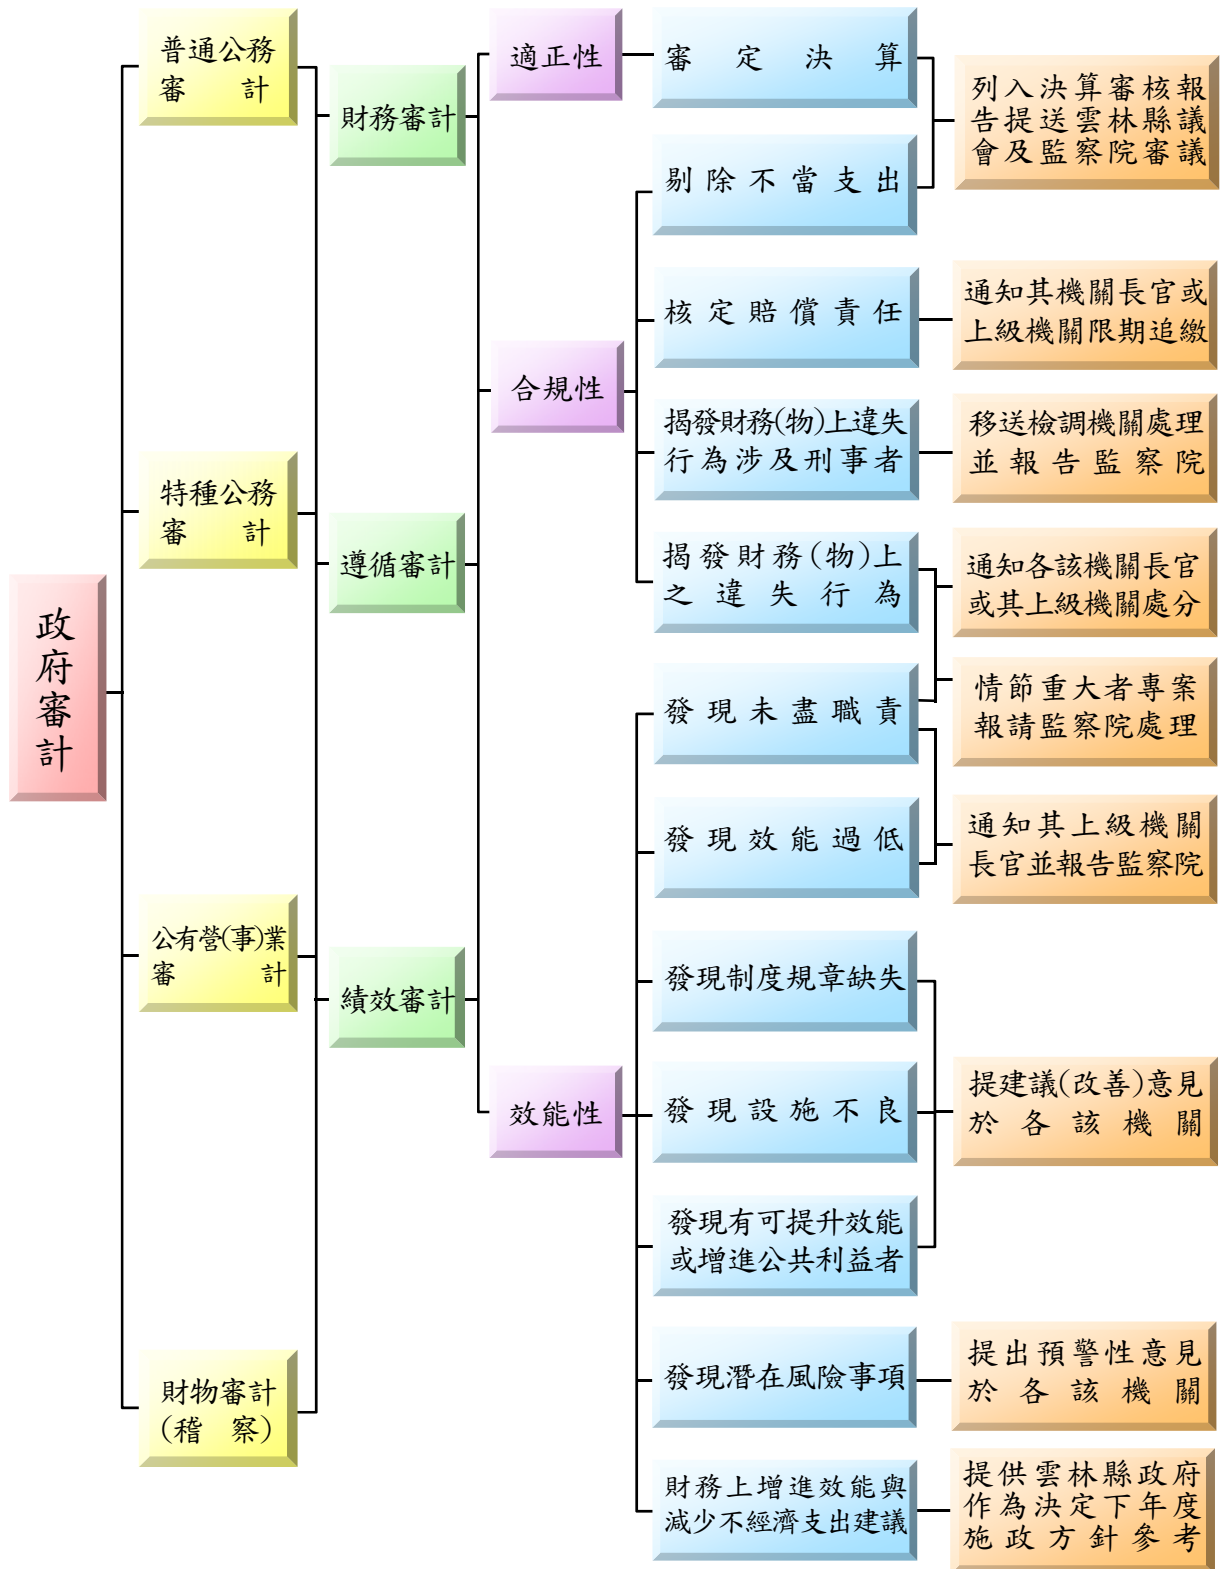 政府審計
普通公務
審計
特種公務
審計
公有營(事)業
審計
財物審計
(稽察)
財務審計
遵循審計
績效審計
適正性
合規性
效能性
審定決算
剔除不當支出
核定賠償責任
揭發財務(物)上違失
行為涉及刑事者
揭發財務(物)上
之違失行為
發現未盡職責
發現效能過低
發現制度規章缺失
發現設施不良
發現有可提升效能
或增進公共利益者
發現潛在風險事項
財務上增進效能與
減少不經濟支出建議
列入決算審核報
告提送雲林縣議
會及監察院審議
通知其機關長官或
上級機關限期追繳
移送檢調機關處理
並報告監察院
通知各該機關長官
或其上級機關處分
情節重大者專案
報請監察院處理
通知其上級機關
長官並報告監察院
提建議(改善)意見
於各該機關
提出預警性意見
於各該機關
提供雲林縣政府
作為決定下年度
施政方針參考